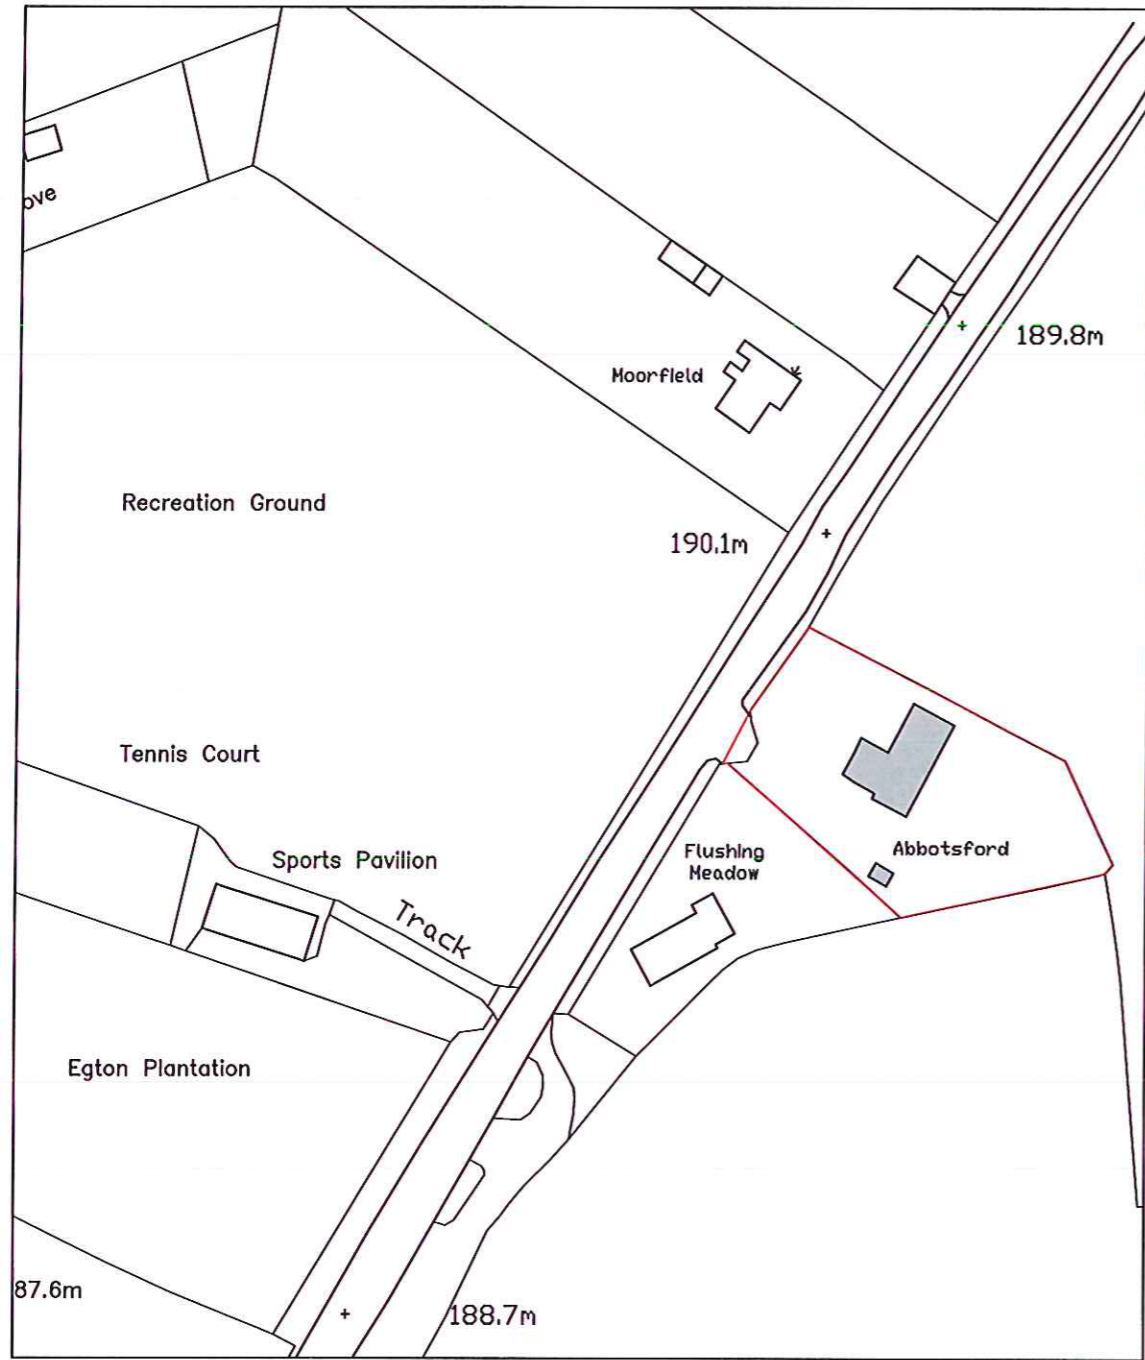 ove
189.8m
Moorfield
Recreation Ground
190.1m
Tennis Court
Sports Pavilion
Track
Flushing
Meadow
Abbotsford
Egton Plantation
87.6m
188.7m